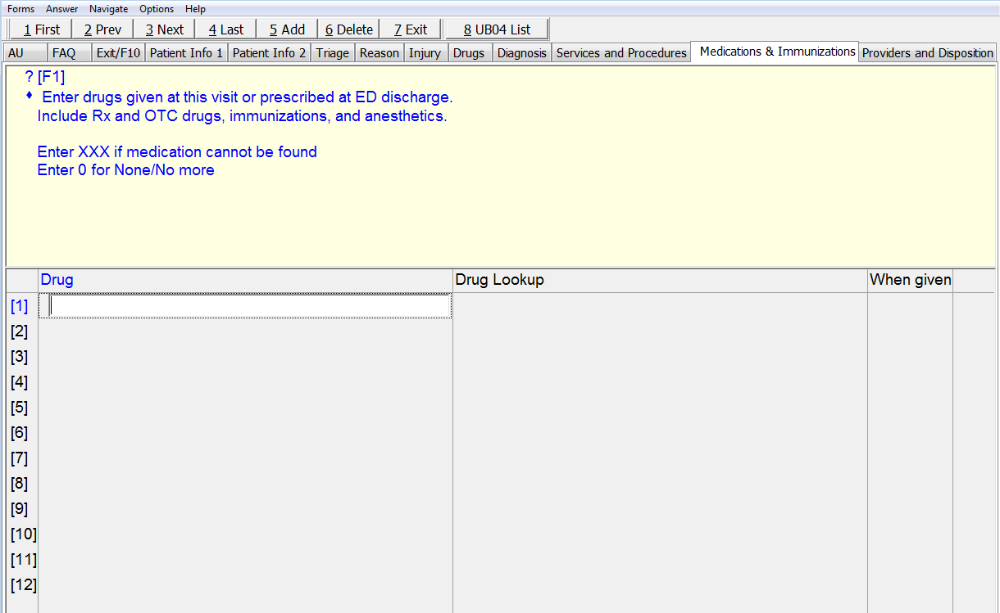 Forms Answer Navigate Options Help
1 First 2 Prev 3 Next 4 Last 5 Add 6 Delete 7 Exit 8 UB04 List
AU FAQ Exit/F10 Patient Info 1 Patient Info 2 Triage Reason Injury Drugs Diagnosis Services and Procedures Medications & Immunizations Providers and Disposition
? [F1]
♦ Enter drugs given at this visit or prescribed at ED discharge.
Include Rx and OTC drugs, immunizations, and anesthetics.
Enter XXX if medication cannot be found
Enter 0 for None/No more
Drug Drug Lookup When given
[1]
[2]
[3]
[4]
[5]
[6]
[7]
[8]
[9]
[10]
[11]
[12]